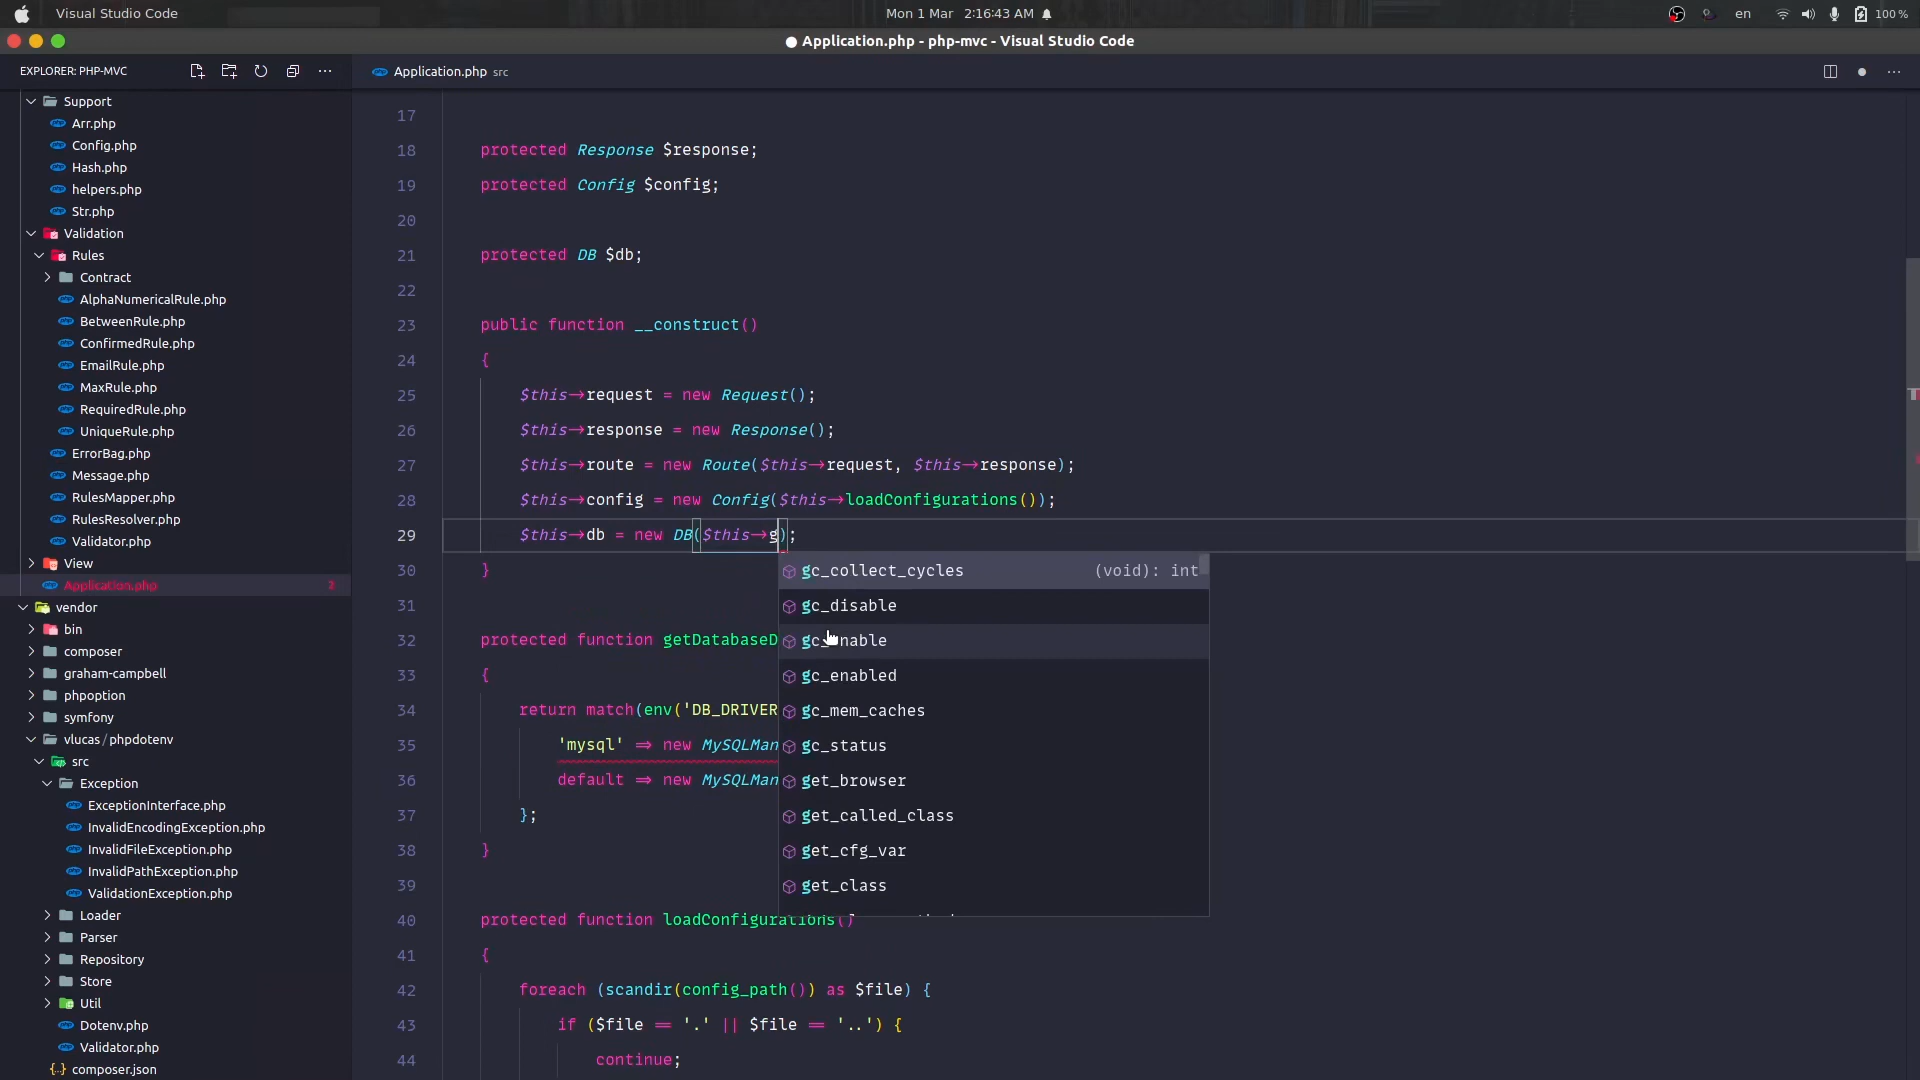 Visual Studio Code
Mon 1 Mar 2:16:43 AM
en
100 %
● Application.php - php-mvc - Visual Studio Code
EXPLORER: PHP-MVC
Application.php src
Support
Arr.php
Config.php
Hash.php
helpers.php
Str.php
Validation
Rules
Contract
AlphaNumericalRule.php
BetweenRule.php
ConfirmedRule.php
EmailRule.php
MaxRule.php
RequiredRule.php
UniqueRule.php
ErrorBag.php
Message.php
RulesMapper.php
RulesResolver.php
Validator.php
View
Application.php 2
vendor
bin
composer
graham-campbell
phpoption
symfony
vlucas / phpdotenv
src
Exception
ExceptionInterface.php
InvalidEncodingException.php
InvalidFileException.php
InvalidPathException.php
ValidationException.php
Loader
Parser
Repository
Store
Util
Dotenv.php
Validator.php
composer.json
17
18 protected Response $response;
19 protected Config $config;
20
21 protected DB $db;
22
23 public function __construct()
24 {
25 $this->request = new Request();
26 $this->response = new Response();
27 $this->route = new Route($this->request, $this->response);
28 $this->config = new Config($this->loadConfigurations());
29 $this->db = new DB($this->g);
30 }
31
32 protected function getDatabaseD
33 {
34 return match(env('DB_DRIVER
35 'mysql' => new MySQLMan
36 default => new MySQLMan
37 };
38 }
39
40 protected function loadConfigurations()
41 {
42 foreach (scandir(config_path()) as $file) {
43 if ($file == '.' || $file == '..') {
44 continue;
gc_collect_cycles (void): int
gc_disable
gc_enable
gc_enabled
gc_mem_caches
gc_status
get_browser
get_called_class
get_cfg_var
get_class